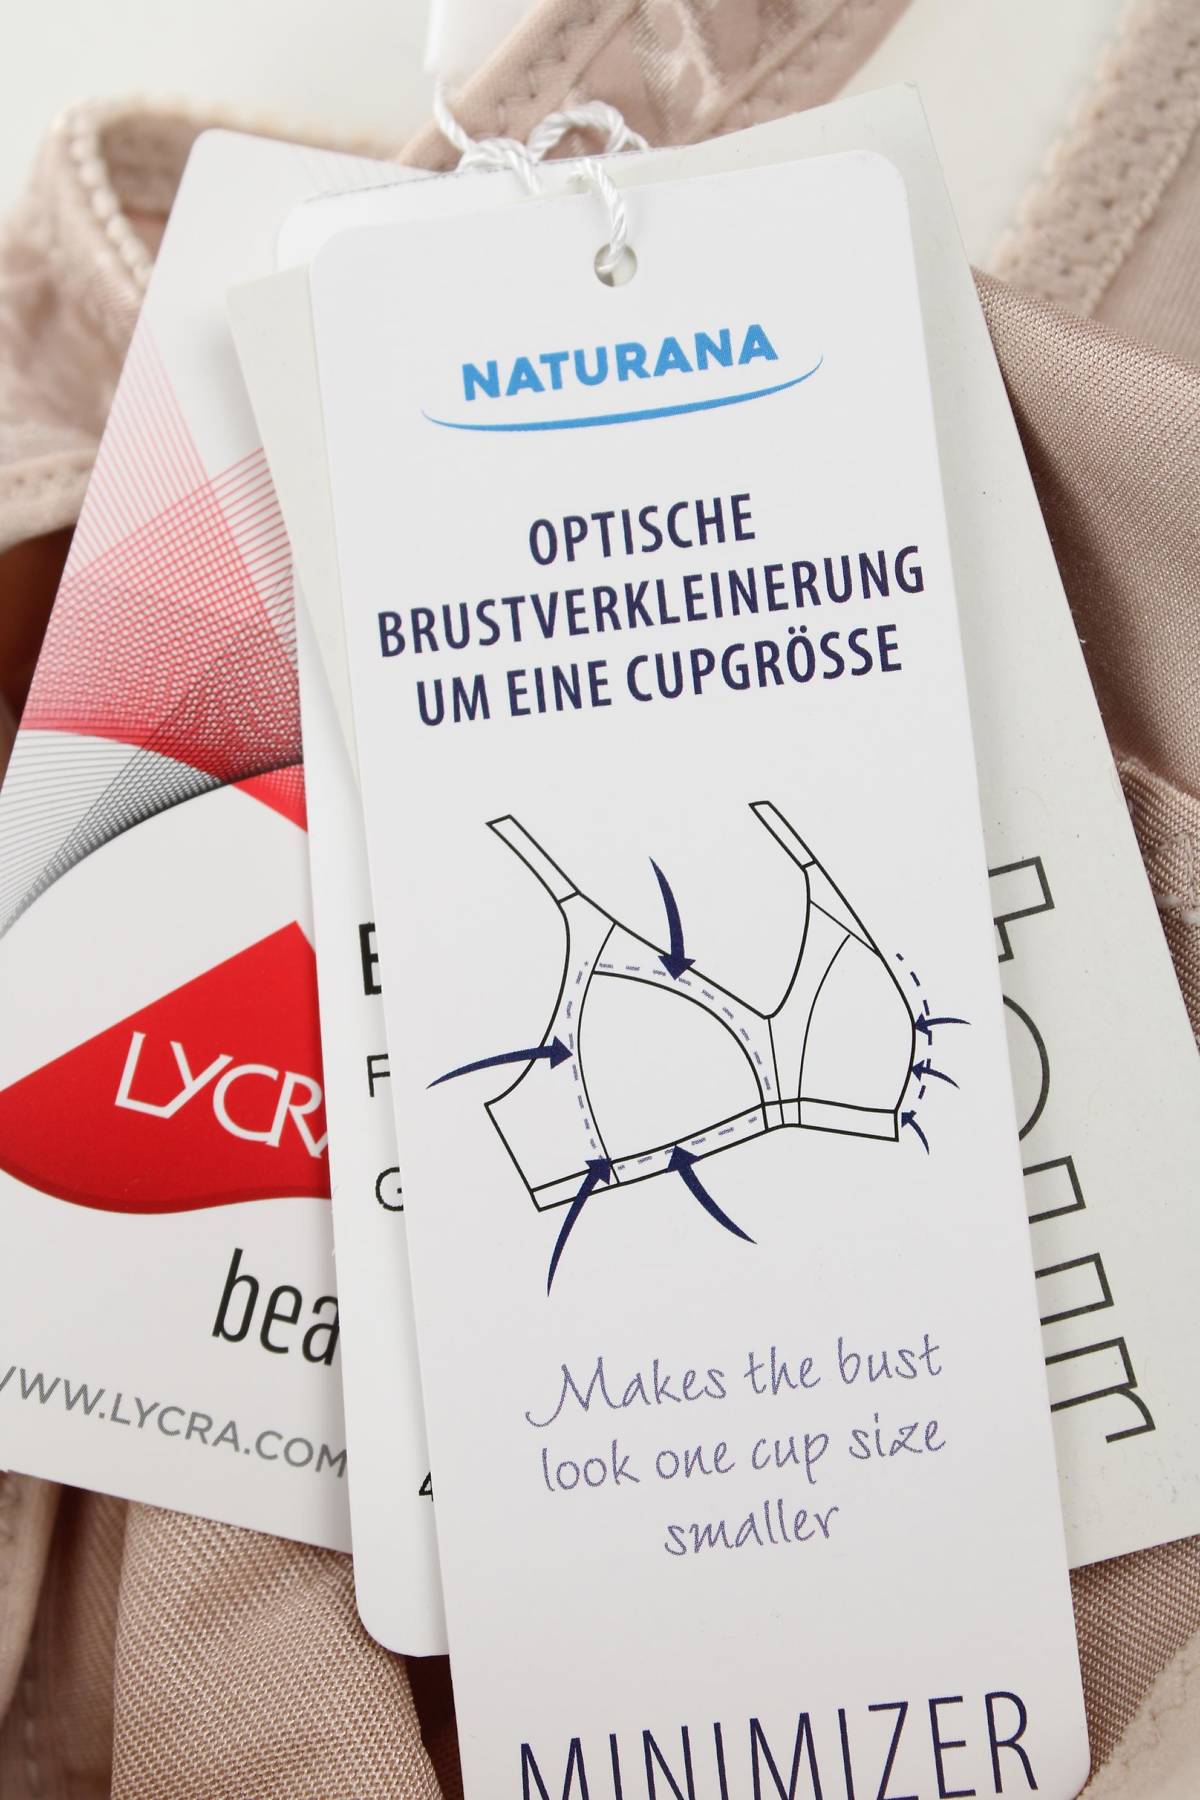 NATURANA
OPTISCHE
BRUSTVERKLEINERUNG
UM EINE CUPGRÖSSE
Makes the bust
look one cup size
smaller
MINIMIZER
LYCRA
bea
WWW.LYCRA.COM
E
F
G
4